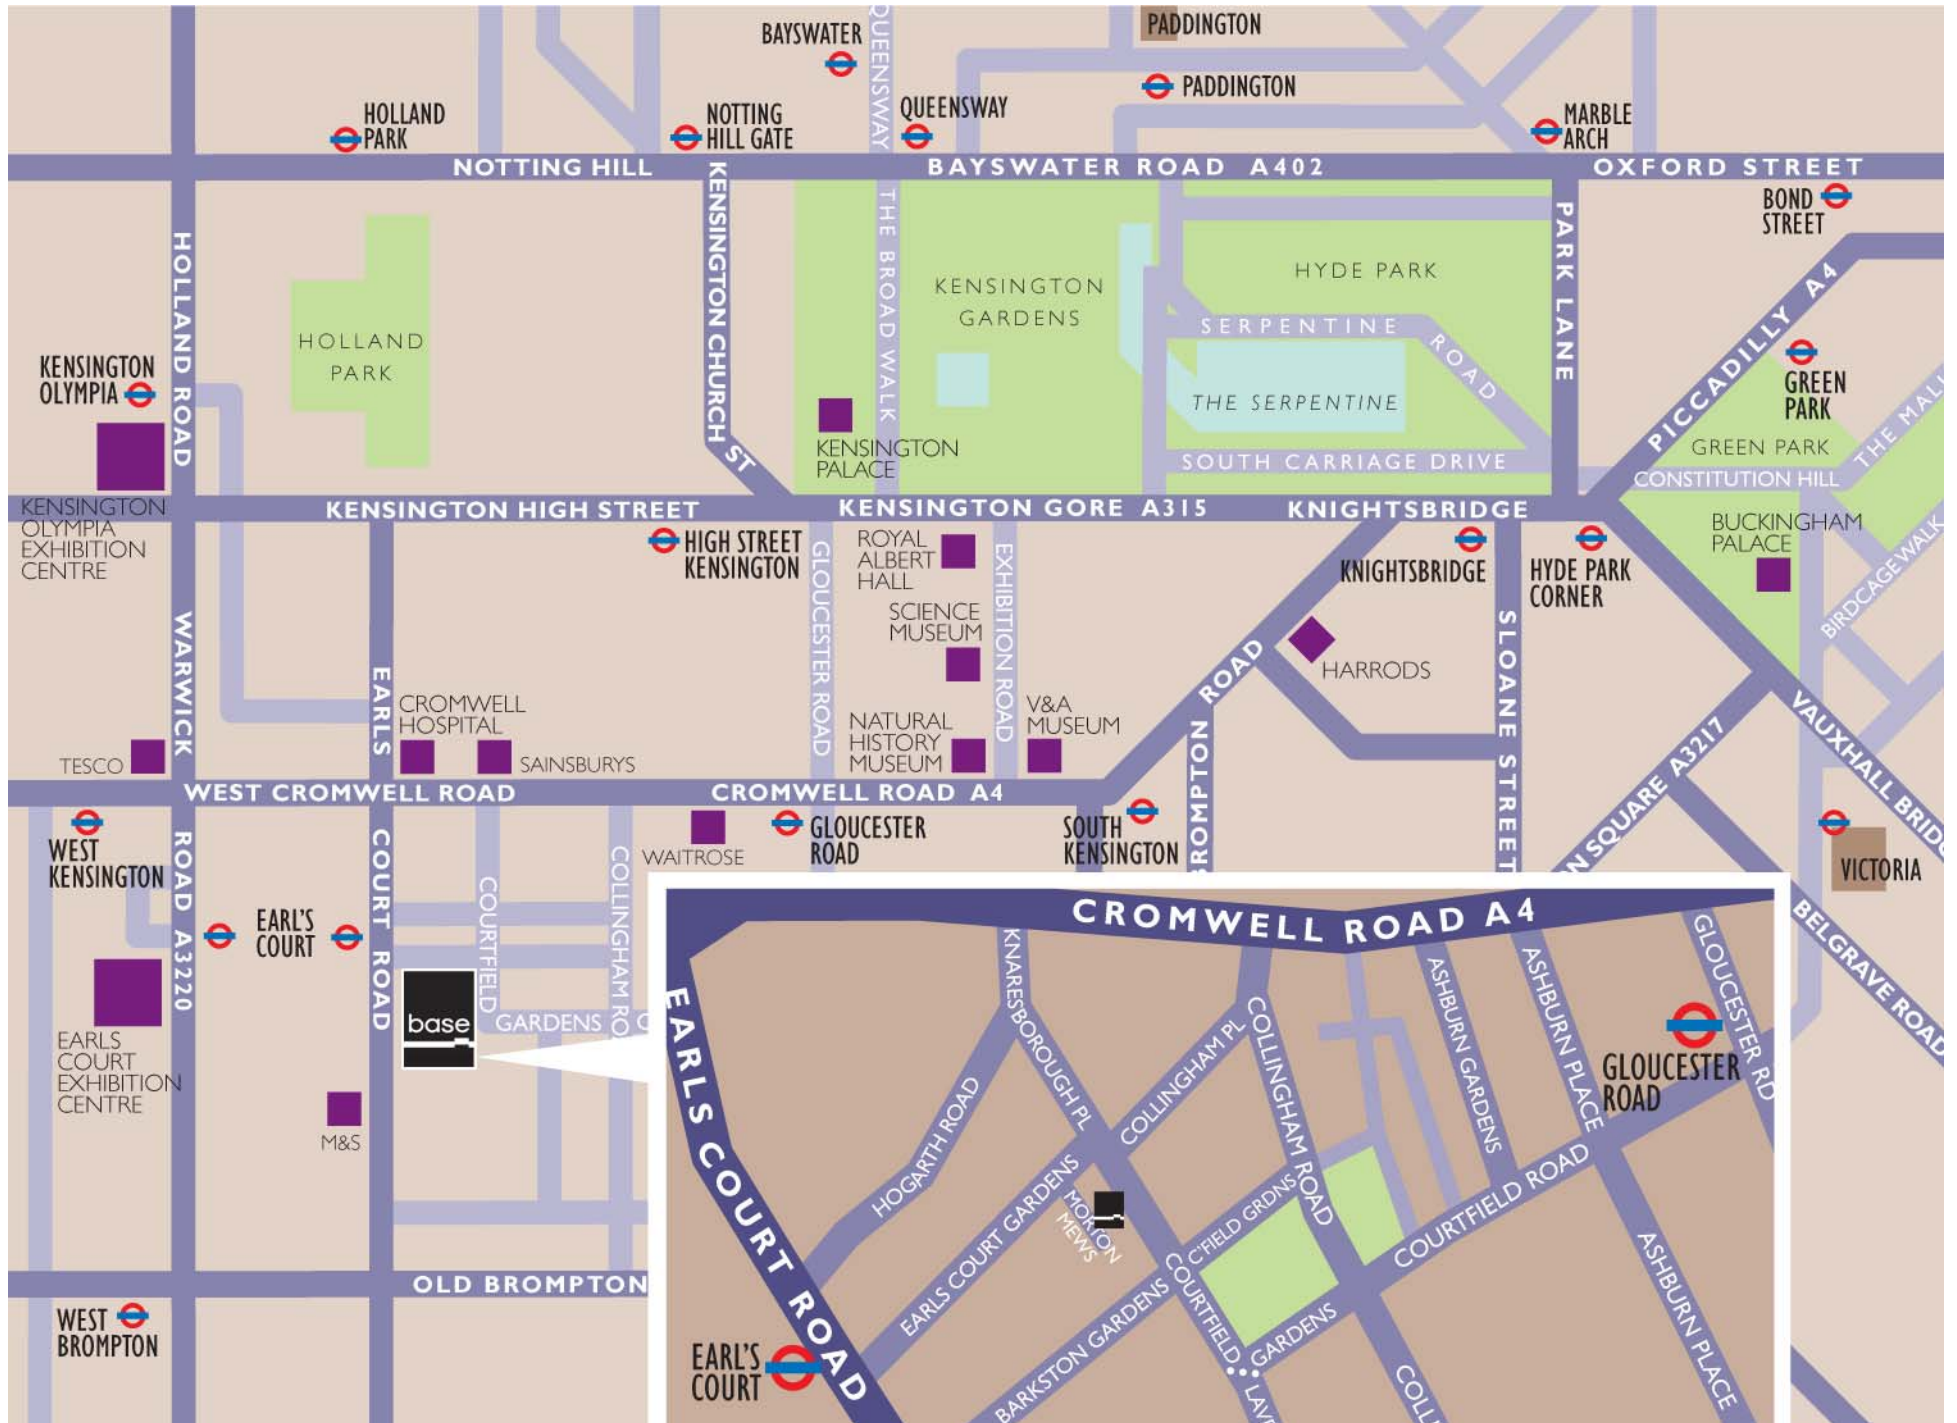 BAYSWATER
QUEENSWAY
PADDINGTON
PADDINGTON
HOLLAND
PARK
NOTTING
HILL GATE
QUEENSWAY
MARBLE
ARCH
NOTTING HILL
BAYSWATER ROAD A402
OXFORD STREET
BOND
STREET
HOLLAND ROAD
KENSINGTON CHURCH ST
THE BROAD WALK
KENSINGTON
GARDENS
HYDE PARK
PARK LANE
PICCADILLY A4
SERPENTINE ROAD
HOLLAND
PARK
KENSINGTON
OLYMPIA
THE SERPENTINE
GREEN
PARK
THE MALL
KENSINGTON
PALACE
SOUTH CARRIAGE DRIVE
GREEN PARK
CONSTITUTION HILL
KENSINGTON
OLYMPIA
EXHIBITION
CENTRE
KENSINGTON HIGH STREET
KENSINGTON GORE A315
KNIGHTSBRIDGE
HIGH STREET
KENSINGTON
GLOUCESTER ROAD
ROYAL
ALBERT
HALL
EXHIBITION ROAD
KNIGHTSBRIDGE
HYDE PARK
CORNER
BUCKINGHAM
PALACE
BIRDCAGE WALK
SCIENCE
MUSEUM
WARWICK
EARLS
ROAD
HARRODS
SLOANE STREET
CROMWELL
HOSPITAL
NATURAL
HISTORY
MUSEUM
V&A
MUSEUM
BROMPTON
VAUXHALL BRIDG
TESCO
SAINSBURYS
WEST CROMWELL ROAD
CROMWELL ROAD A4
N SQUARE A3217
WEST
KENSINGTON
ROAD A3220
COURT ROAD
COURTFIELD
COLLINGHAM RO
WAITROSE
GLOUCESTER
ROAD
SOUTH
KENSINGTON
VICTORIA
BELGRAVE ROAD
EARL'S
COURT
base
GARDENS
EARLS
COURT
EXHIBITION
CENTRE
M&S
OLD BROMPTON
WEST
BROMPTON
CROMWELL ROAD A4
EARLS COURT ROAD
KNARESBOROUGH PL
COLLINGHAM PL
COLLINGHAM ROAD
ASHBURN GARDENS
ASHBURN PLACE
GLOUCESTER RD
GLOUCESTER
ROAD
HOGARTH ROAD
EARLS COURT GARDENS
MORTON
MEWS
C'FIELD GRDNS
COURTFIELD ROAD
BARKSTON GARDENS
COURTFIELD
GARDENS
ASHBURN PLACE
EARL'S
COURT
LAVE
COLLI